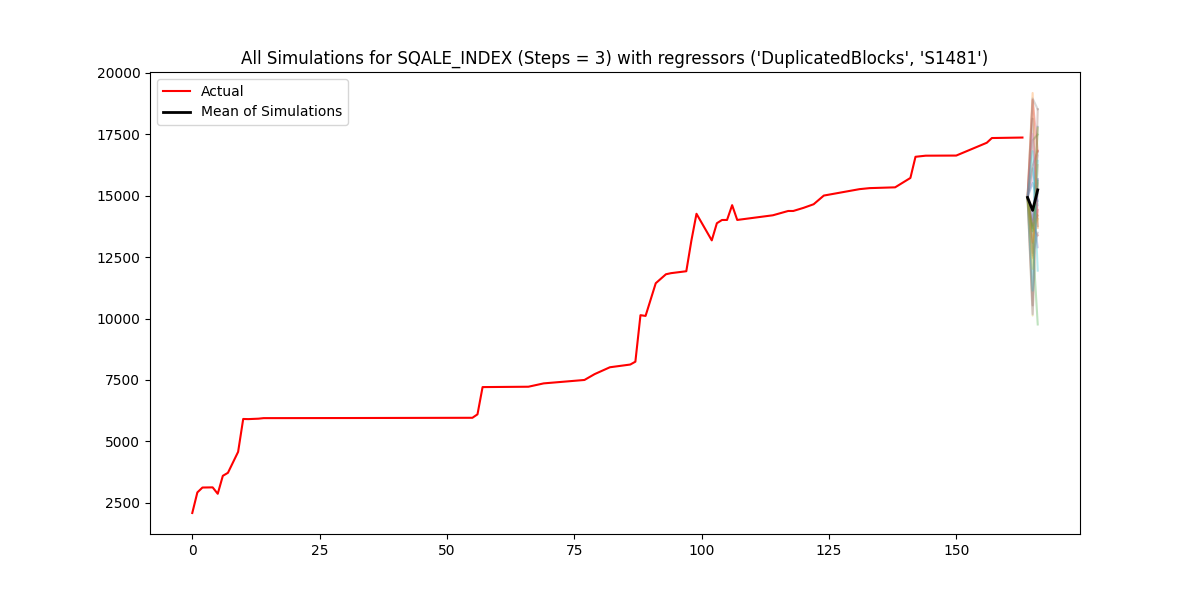 All Simulations for SQALE_INDEX (Steps = 3) with regressors ('DuplicatedBlocks', 'S1481')
Actual
Mean of Simulations
20000
17500
15000
12500
10000
7500
5000
2500
0 25 50 75 100 125 150